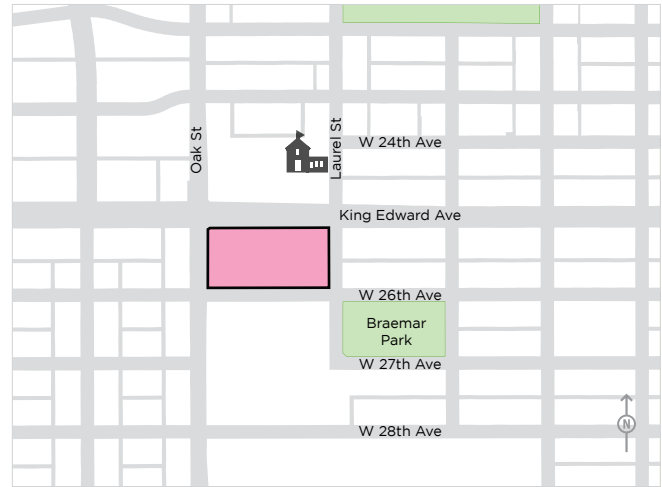 Oak St
Laurel St
W 24th Ave
King Edward Ave
W 26th Ave
Braemar
Park
W 27th Ave
W 28th Ave
N